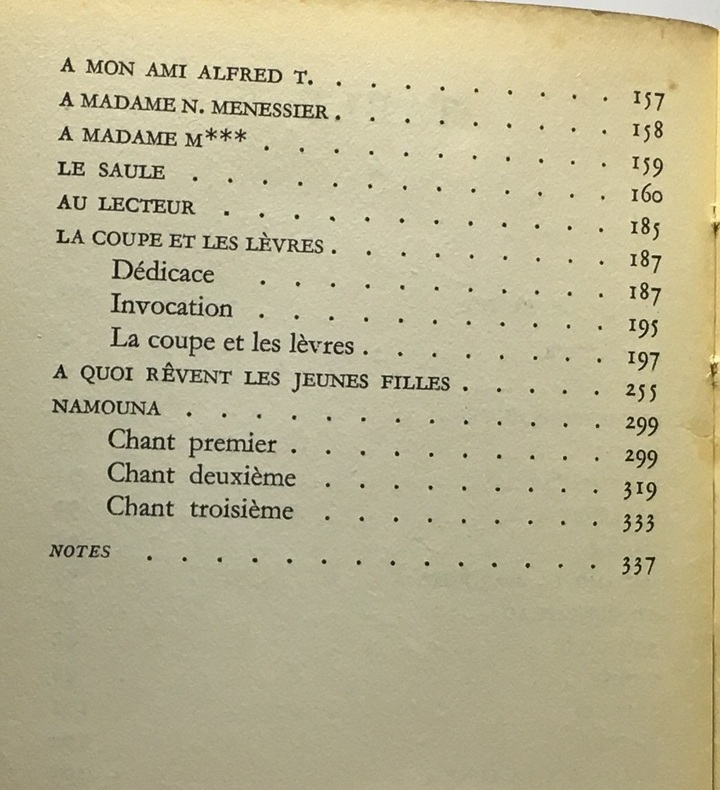 A MON AMI ALFRED T. . . . . . . . . . 157
A MADAME N. MENESSIER . . . . . . . . . 158
A MADAME M*** . . . . . . . . . . . 159
LE SAULE . . . . . . . . . . . . . 160
AU LECTEUR . . . . . . . . . . . . 185
LA COUPE ET LES LÈVRES . . . . . . . . . 187
Dédicace . . . . . . . . . . . 187
Invocation . . . . . . . . . . . 195
La coupe et les lèvres . . . . . . . . 197
A QUOI RÊVENT LES JEUNES FILLES . . . . . 255
NAMOUNA . . . . . . . . . . . . . 299
Chant premier . . . . . . . . . . 299
Chant deuxième . . . . . . . . . 319
Chant troisième . . . . . . . . . 333
NOTES . . . . . . . . . . . . . . 337